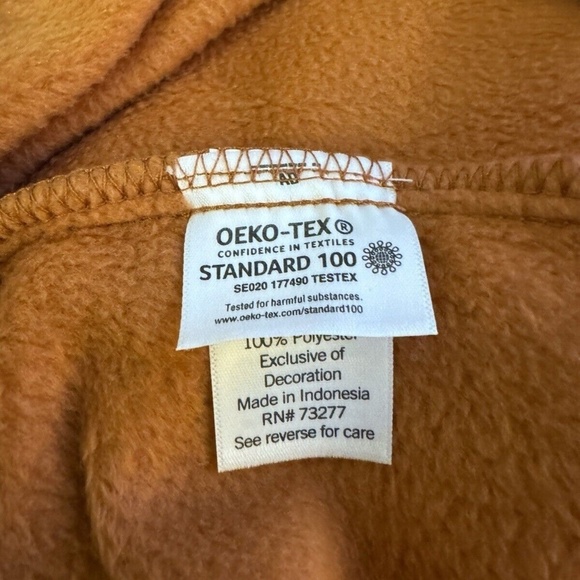 AD
OEKO-TEX®
CONFIDENCE IN TEXTILES
STANDARD 100
SE020 177490 TESTEX
Tested for harmful substances.
www.oeko-tex.com/standard100
100% Polyester
Exclusive of
Decoration
Made in Indonesia
RN# 73277
See reverse for care